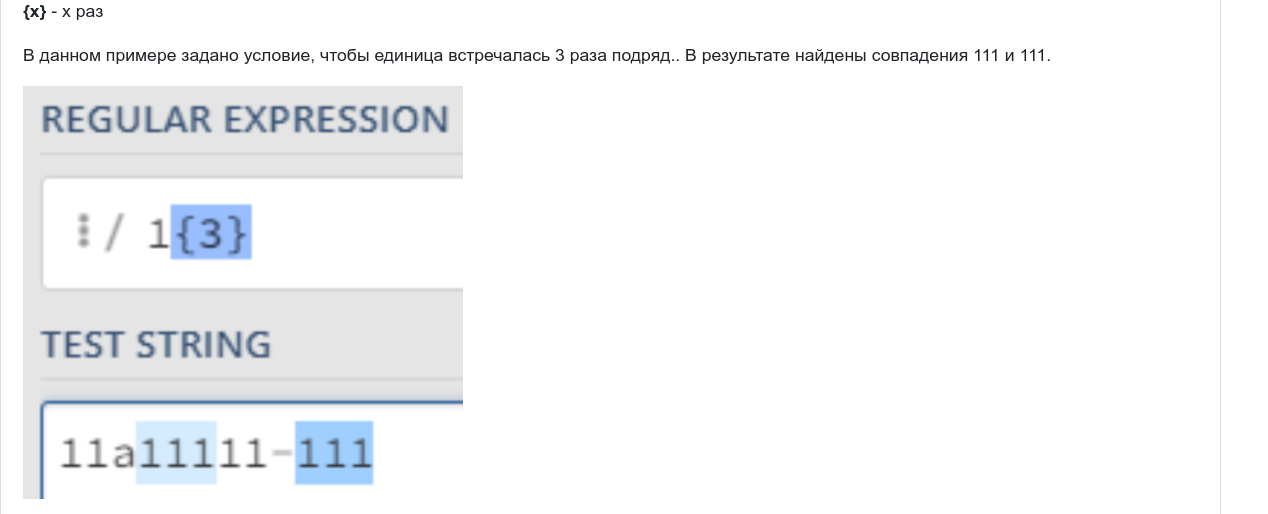 {x} - x раз
В данном примере задано условие, чтобы единица встречалась 3 раза подряд.. В результате найдены совпадения 111 и 111.
REGULAR EXPRESSION
⋮/ 1{3}
TEST STRING
11a11111-111